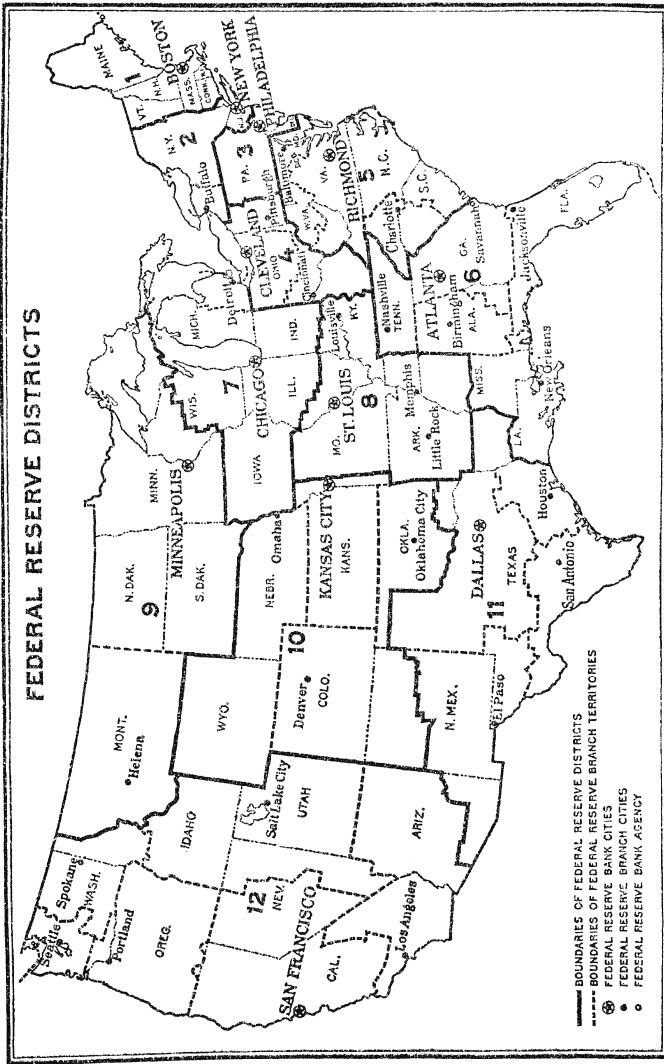 FEDERAL RESERVE DISTRICTS
MAINE
1
VT.
N.H.
BOSTON
MASS.
CONN.
R.I.
N.Y.
2
NEW YORK
Buffalo
N.J.
PHILADELPHIA
PA.
3
Pittsburgh
Baltimore
MD.
CLEVELAND
OHIO
4
Cincinnati
W.VA.
VA.
RICHMOND
5
N.C.
Charlotte
S.C.
MICH.
Detroit
WIS.
7
CHICAGO
ILL.
IND.
IOWA
Louisville
KY.
MO.
ST. LOUIS
8
Nashville
TENN.
Memphis
ARK.
Little Rock
ATLANTA
GA.
6
Savannah
Birmingham
ALA.
Jacksonville
FLA.
MISS.
LA.
New Orleans
MINN.
MINNEAPOLIS
N. DAK.
9
S. DAK.
MONT.
Helena
NEBR.
Omaha
KANSAS CITY
KANS.
10
WYO.
Denver
COLO.
OKLA.
Oklahoma City
DALLAS
TEXAS
11
Houston
San Antonio
El Paso
N. MEX.
Spokane
Seattle
WASH.
Portland
OREG.
IDAHO
Salt Lake City
UTAH
12
NEV.
SAN FRANCISCO
CAL.
Los Angeles
ARIZ.
BOUNDARIES OF FEDERAL RESERVE DISTRICTS
BOUNDARIES OF FEDERAL RESERVE BRANCH TERRITORIES
FEDERAL RESERVE BANK CITIES
FEDERAL RESERVE BRANCH CITIES
FEDERAL RESERVE BANK AGENCY